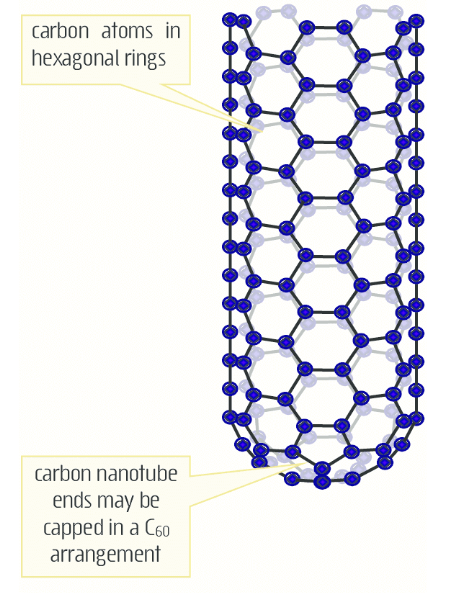 carbon atoms in
hexagonal rings
carbon nanotube
ends may be
capped in a C₆₀
arrangement